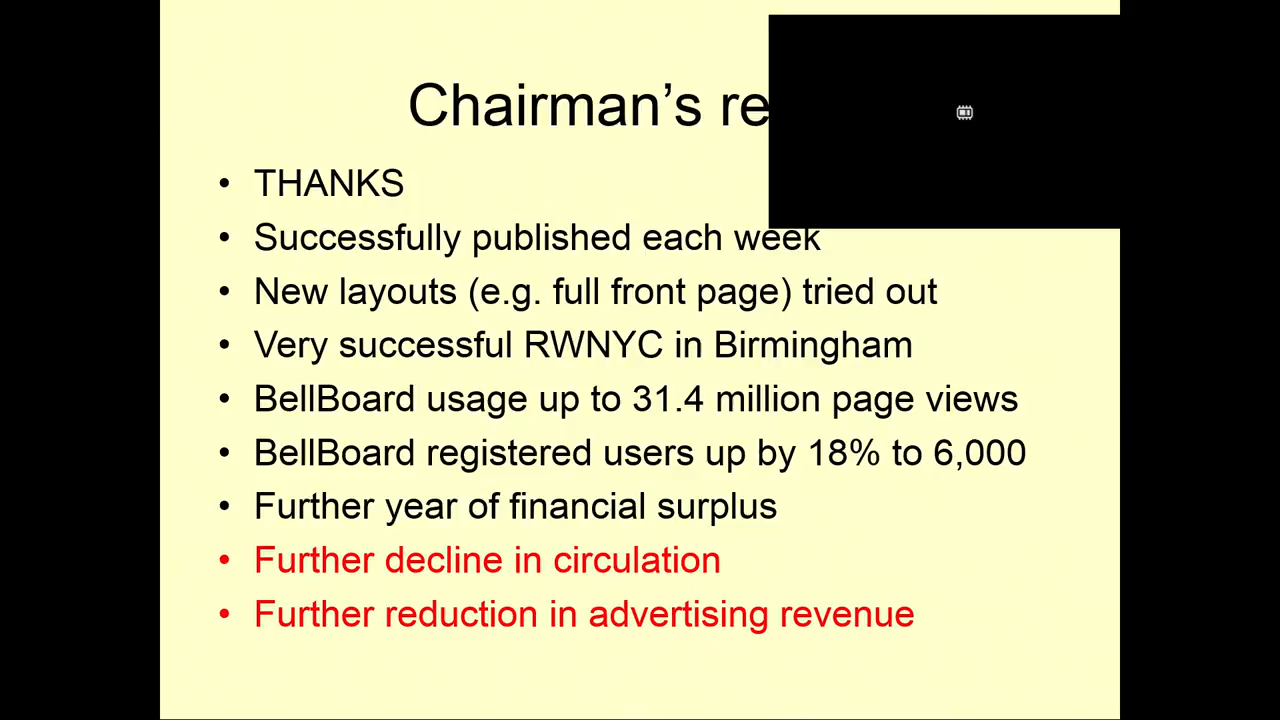 Chairman's re
• THANKS
• Successfully published each week
• New layouts (e.g. full front page) tried out
• Very successful RWNYC in Birmingham
• BellBoard usage up to 31.4 million page views
• BellBoard registered users up by 18% to 6,000
• Further year of financial surplus
• Further decline in circulation
• Further reduction in advertising revenue